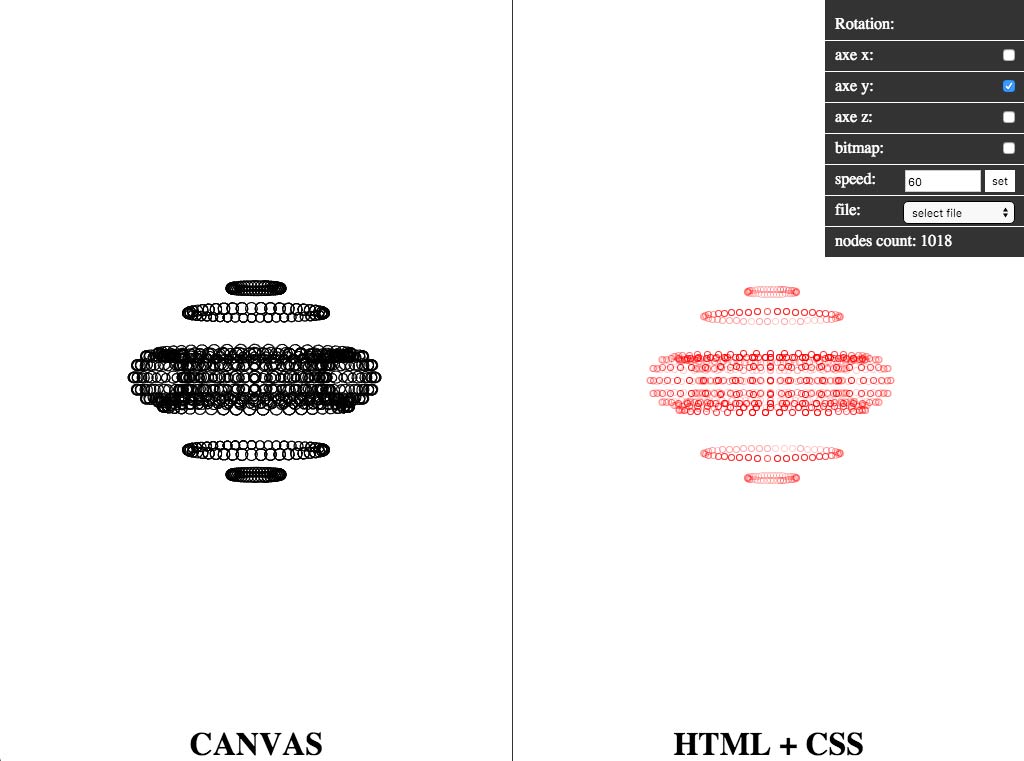 Rotation:
axe x:
axe y:
axe z:
bitmap:
speed: 60 set
file: select file
nodes count: 1018
CANVAS
HTML + CSS